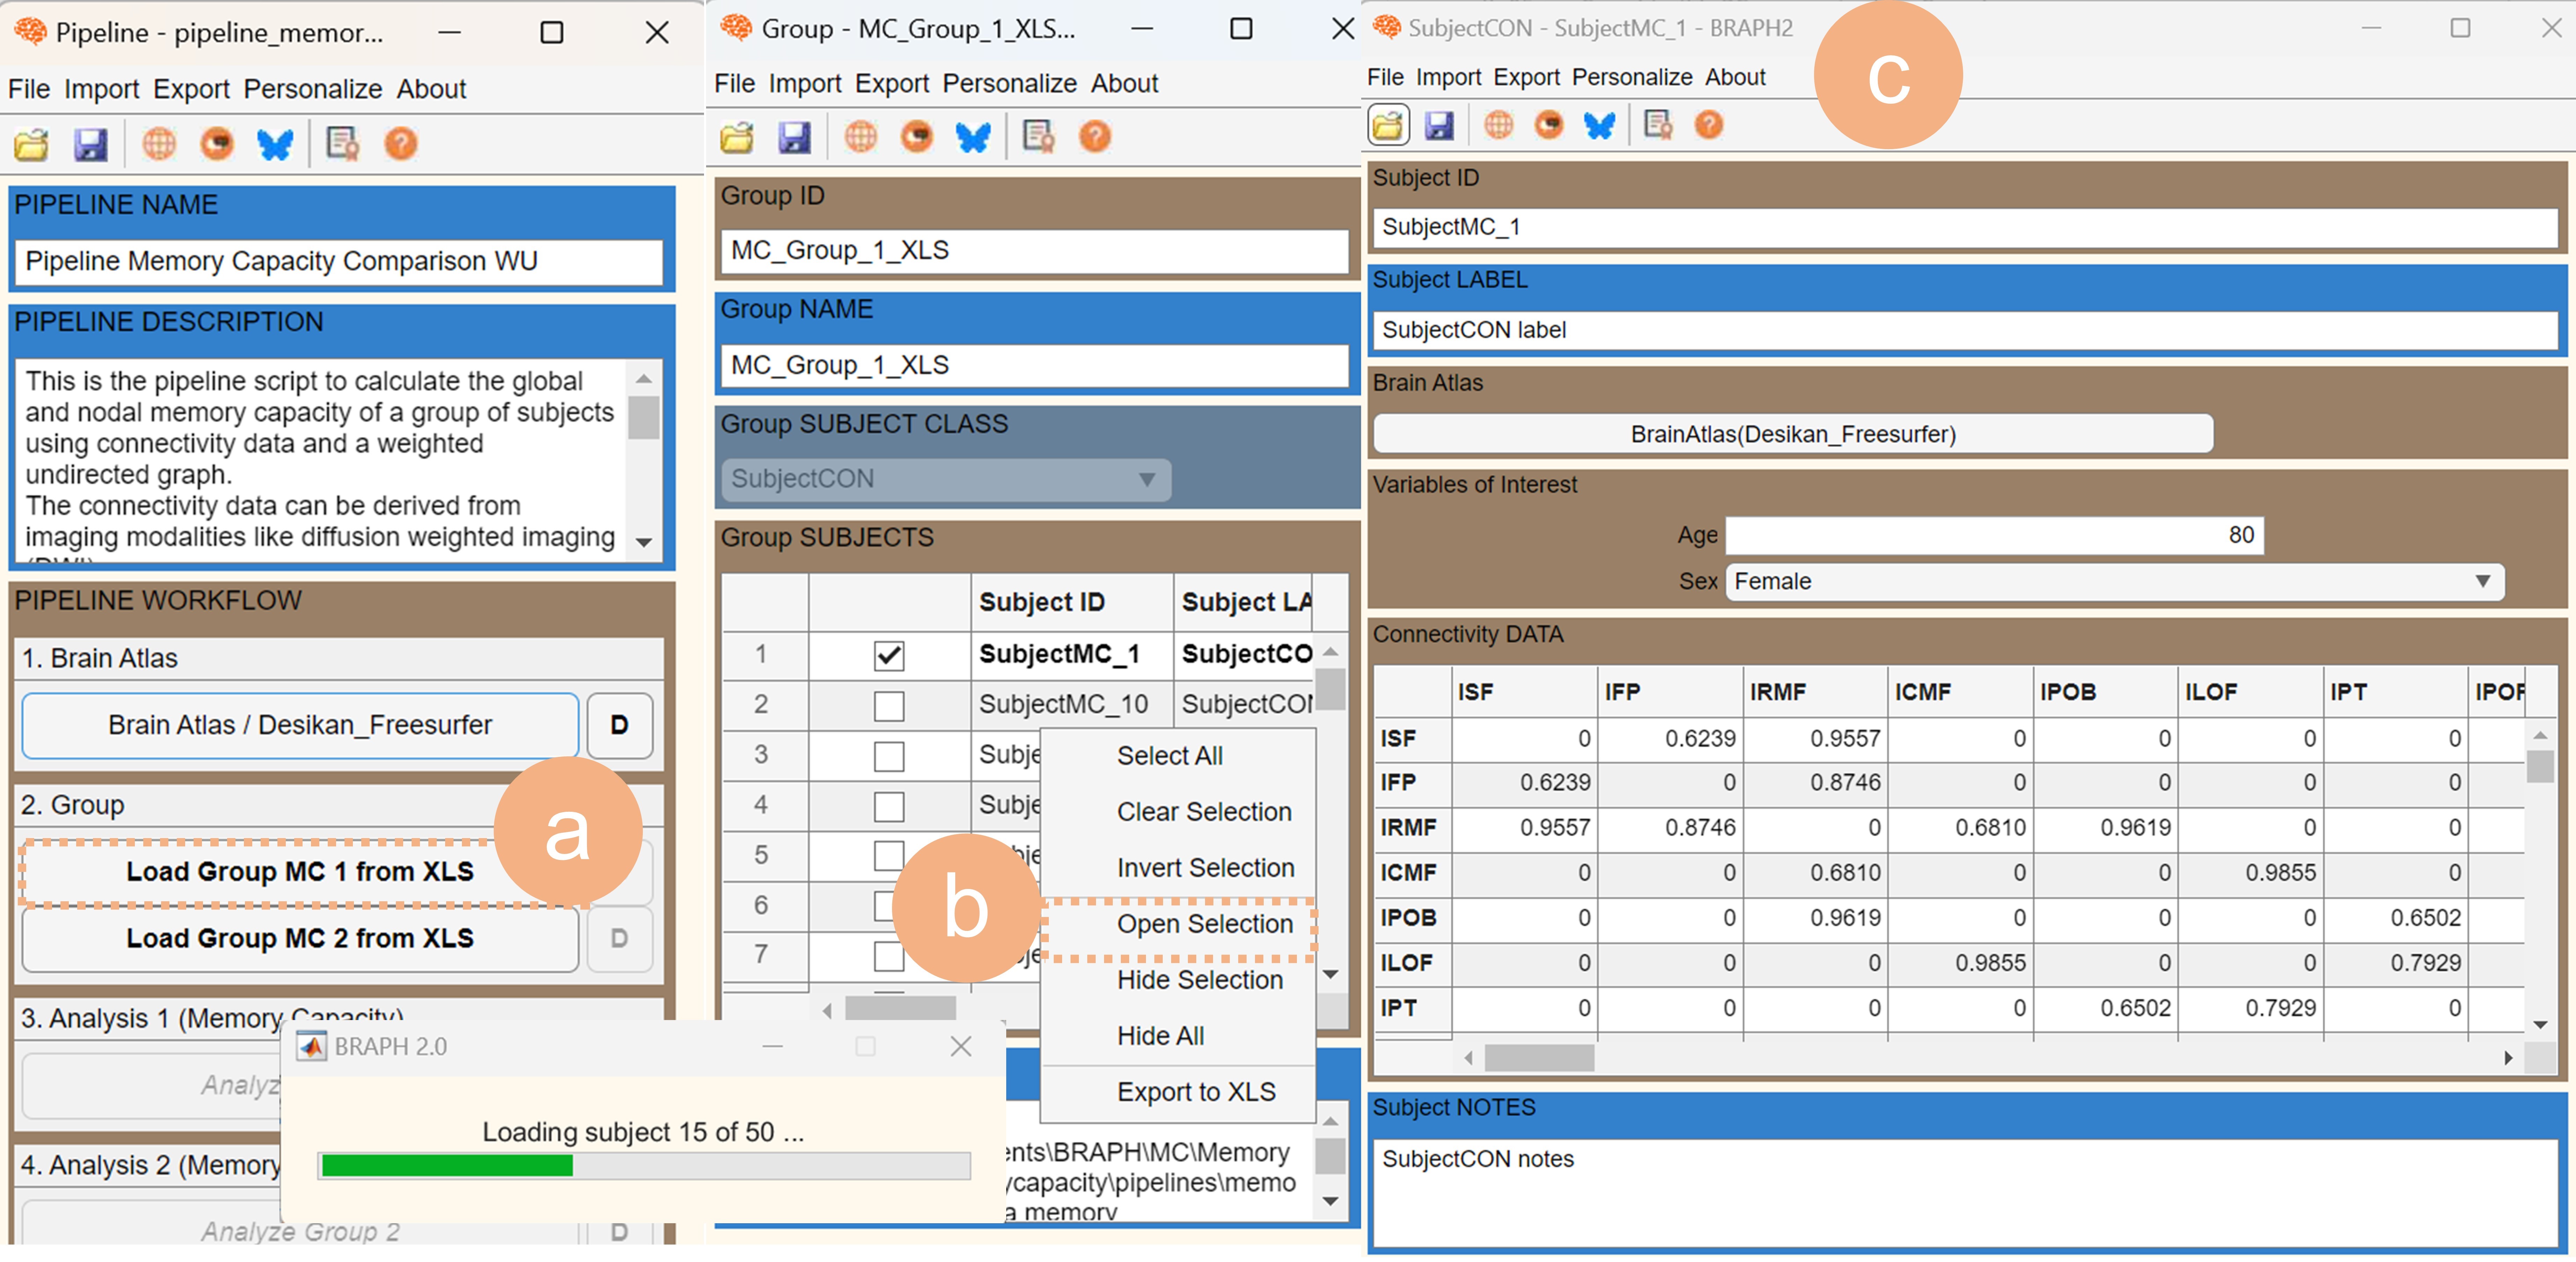 Pipeline - pipeline_memor...
File Import Export Personalize About
PIPELINE NAME
Pipeline Memory Capacity Comparison WU
PIPELINE DESCRIPTION
This is the pipeline script to calculate the global
and nodal memory capacity of a group of subjects
using connectivity data and a weighted
undirected graph.
The connectivity data can be derived from
imaging modalities like diffusion weighted imaging
PIPELINE WORKFLOW
1. Brain Atlas
Brain Atlas / Desikan_Freesurfer D
2. Group
a
Load Group MC 1 from XLS
Load Group MC 2 from XLS D
3. Analysis 1 (Memory Capacity)
Analyz
4. Analysis 2 (Memory
Analyze Group 2 D
BRAPH 2.0
Loading subject 15 of 50 ...
Group - MC_Group_1_XLS...
File Import Export Personalize About
Group ID
MC_Group_1_XLS
Group NAME
MC_Group_1_XLS
Group SUBJECT CLASS
SubjectCON
Group SUBJECTS
Subject ID Subject LA
1 SubjectMC_1 SubjectCO
2 SubjectMC_10 SubjectCON
3 Subje
4 Subje
5 bje
6
7 bje
b
Select All
Clear Selection
Invert Selection
Open Selection
Hide Selection
Hide All
Export to XLS
ents\BRAPH\MC\Memory
ycapacity\pipelines\memo
a memory
SubjectCON - SubjectMC_1 - BRAPH2
c
File Import Export Personalize About
Subject ID
SubjectMC_1
Subject LABEL
SubjectCON label
Brain Atlas
BrainAtlas(Desikan_Freesurfer)
Variables of Interest
Age 80
Sex Female
Connectivity DATA
ISF IFP IRMF ICMF IPOB ILOF IPT IPOF
ISF 0 0.6239 0.9557 0 0 0 0
IFP 0.6239 0 0.8746 0 0 0 0
IRMF 0.9557 0.8746 0 0.6810 0.9619 0 0
ICMF 0 0 0.6810 0 0 0.9855 0
IPOB 0 0 0.9619 0 0 0 0.6502
ILOF 0 0 0 0.9855 0 0 0.7929
IPT 0 0 0 0 0.6502 0.7929 0
Subject NOTES
SubjectCON notes